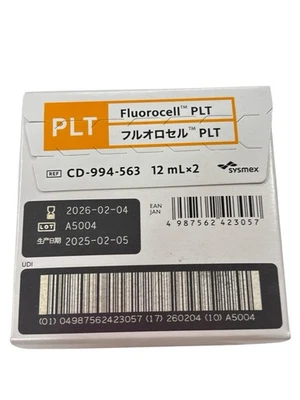 PLT
Fluorocell™ PLT
フルオロセル™ PLT
REF CD-994-563 12 mL×2 sysmex
2026-02-04
LOT A5004
生产日期 2025-02-05
EAN
JAN
4 987562 423057
UDI
(01) 04987562423057 (17) 260204 (10) A5004